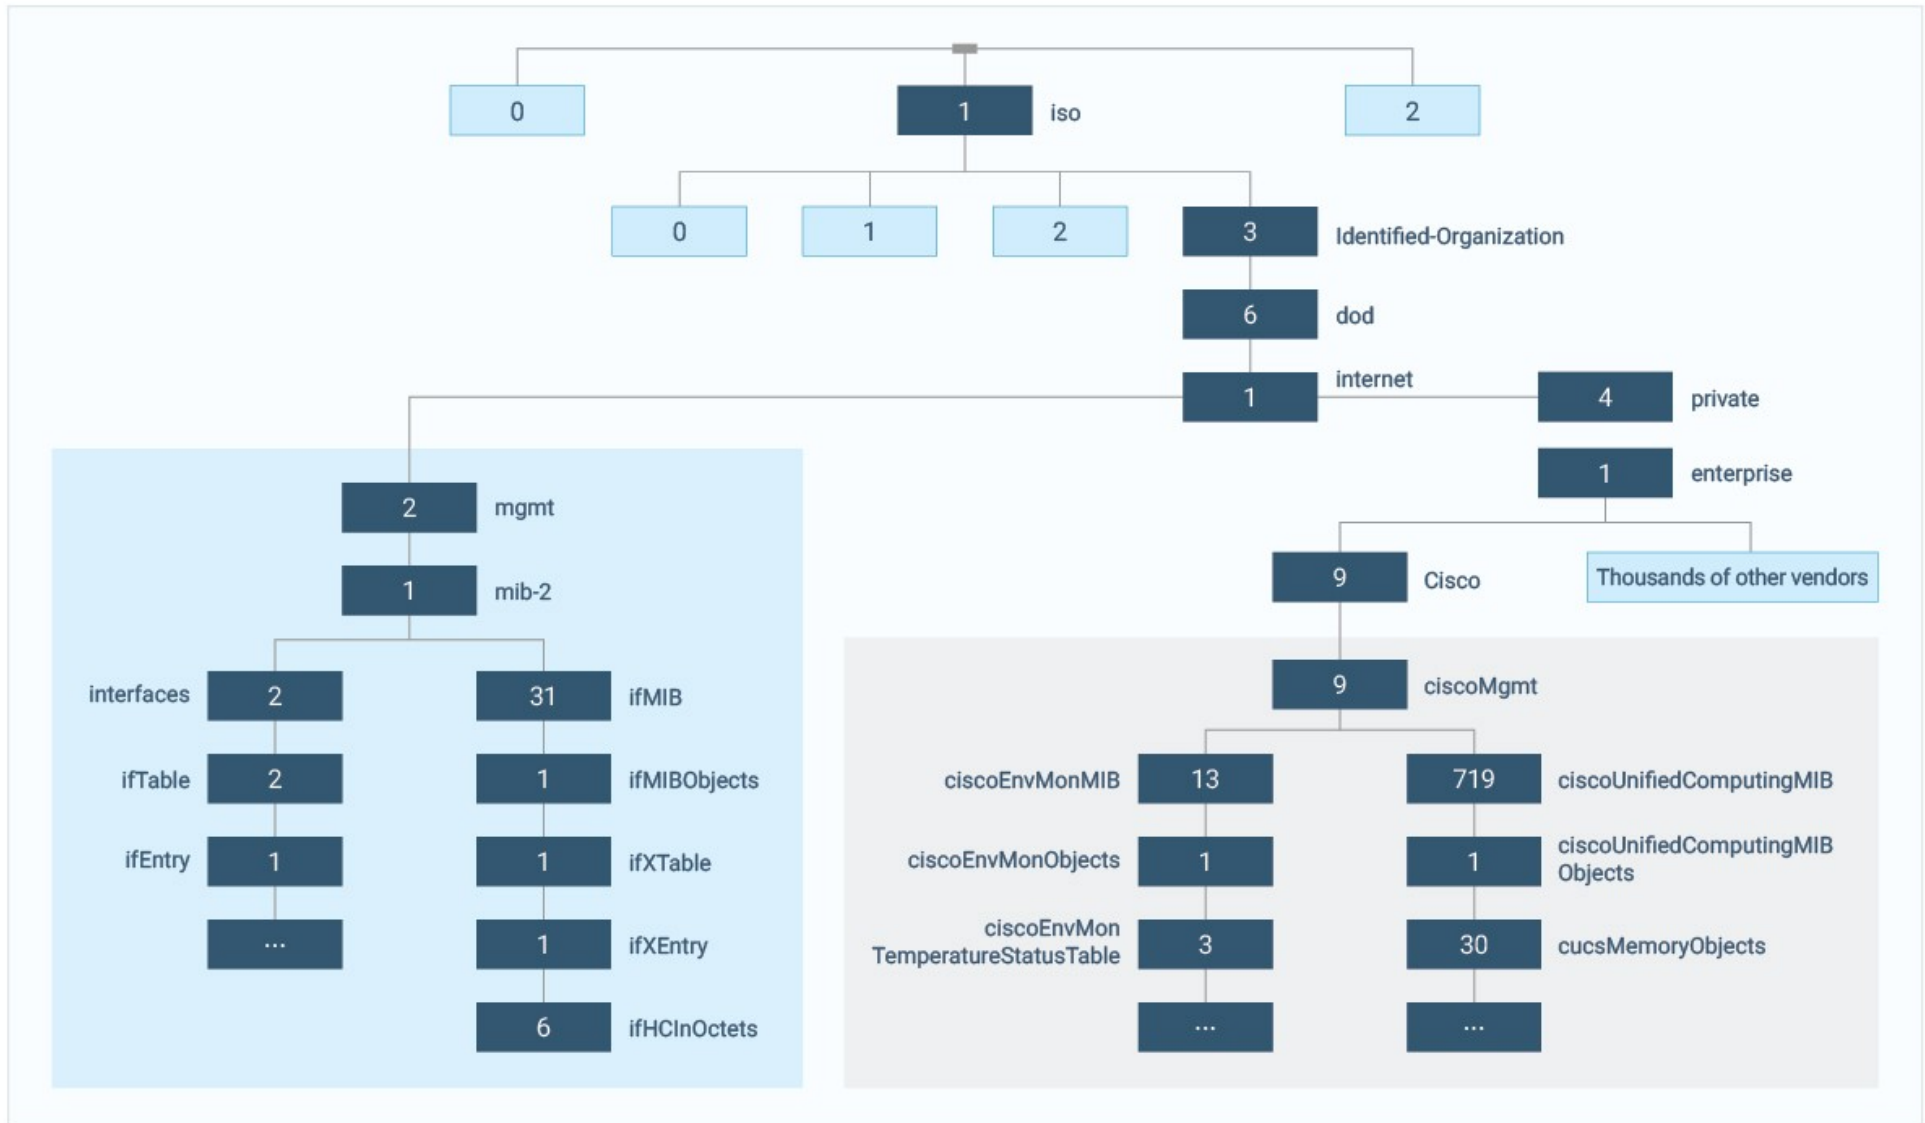 0
1
iso
2
0
1
2
3
Identified-Organization
6
dod
1
internet
4
private
1
enterprise
2
mgmt
9
Cisco
Thousands of other vendors
1
mib-2
9
ciscoMgmt
interfaces
2
31
ifMIB
ifTable
2
1
ifMIBObjects
ciscoEnvMonMIB
13
719
ciscoUnifiedComputingMIB
ifEntry
1
1
ifXTable
ciscoEnvMonObjects
1
1
ciscoUnifiedComputingMIB
Objects
...
1
ifXEntry
ciscoEnvMon
TemperatureStatusTable
3
30
cucsMemoryObjects
6
ifHCInOctets
...
...